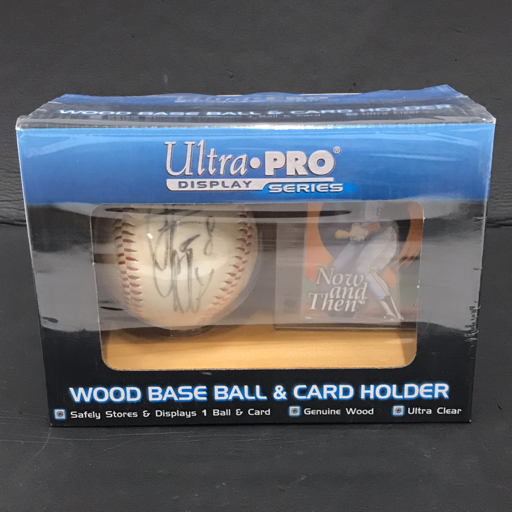 WOOD BASE BALL & CARD HOLDER
Ultra•PRO®
DISPLAY SERIES
8
Now
and
Then
WOOD BASE BALL & CARD HOLDER
Safely Stores & Displays 1 Ball & Card Genuine Wood Ultra Clear